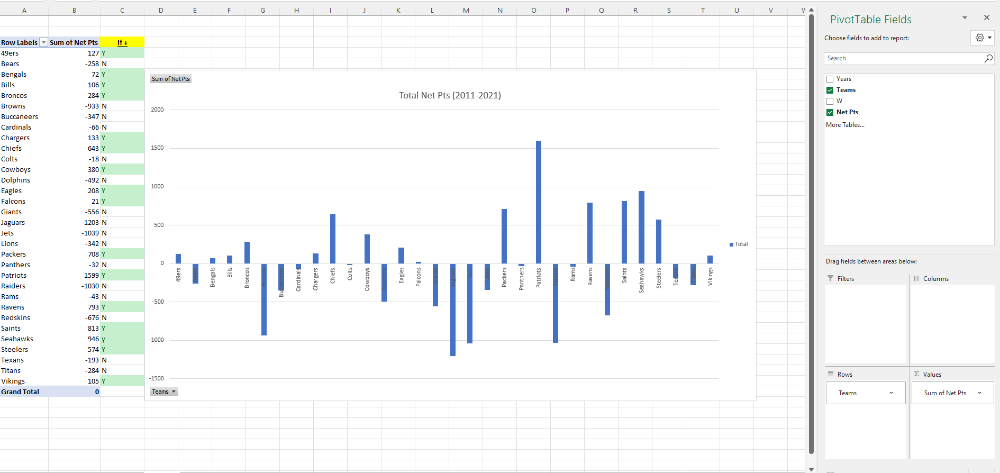 A B C D E F G H I J K L M N O P Q R S T U V W
Row Labels Sum of Net Pts If +
49ers 127 Y
Bears -258 N
Bengals 72 Y
Bills 106 Y
Broncos 284 Y
Browns -933 N
Buccaneers -347 N
Cardinals -66 N
Chargers 133 Y
Chiefs 643 Y
Colts -18 N
Cowboys 380 Y
Dolphins -492 N
Eagles 208 Y
Falcons 21 Y
Giants -556 N
Jaguars -1203 N
Jets -1039 N
Lions -342 N
Packers 708 Y
Panthers -32 N
Patriots 1599 Y
Raiders -1030 N
Rams -43 N
Ravens 793 Y
Redskins -676 N
Saints 813 Y
Seahawks 946 y
Steelers 574 Y
Texans -193 N
Titans -284 N
Vikings 105 Y
Grand Total 0
Sum of Net Pts
Total Net Pts (2011-2021)
2000
1500
1000
500
0
-500
-1000
-1500
49ers
Bears
Bengals
Bills
Broncos
Browns
Buccaneers
Cardinals
Chargers
Chiefs
Colts
Cowboys
Dolphins
Eagles
Falcons
Giants
Jaguars
Jets
Lions
Packers
Panthers
Patriots
Raiders
Rams
Ravens
Redskins
Saints
Seahawks
Steelers
Texans
Titans
Vikings
Total
Teams
PivotTable Fields
Choose fields to add to report:
Search
Years
Teams
W
Net Pts
More Tables...
Drag fields between areas below:
Filters
Columns
Rows
Σ Values
Teams
Sum of Net Pts